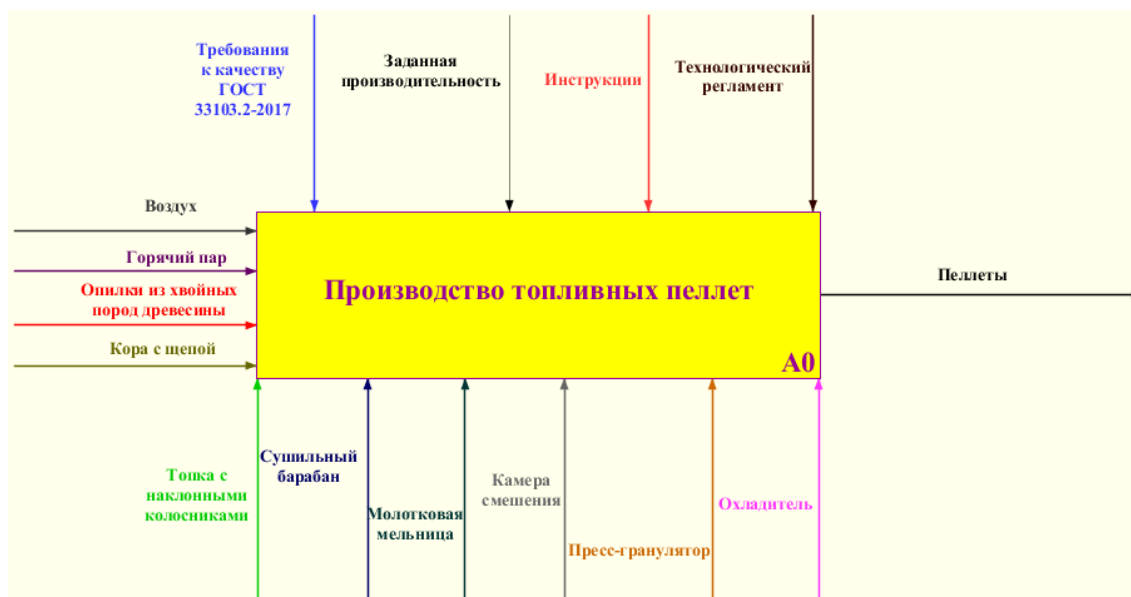 Требования
к качеству
ГОСТ
33103.2-2017
Заданная
производительность
Инструкции
Технологический
регламент
Воздух
Горячий пар
Опилки из хвойных
пород древесины
Кора с щепой
Производство топливных пеллет
A0
Пеллеты
Топка с
наклонными
колосниками
Сушильный
барабан
Молотковая
мельница
Камера
смешения
Пресс-гранулятор
Охладитель